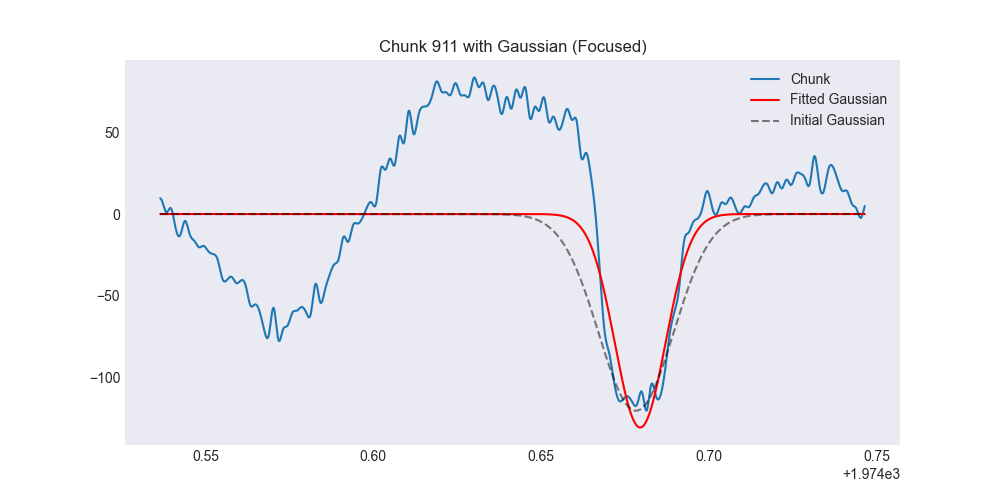 Chunk 911 with Gaussian (Focused)
Chunk
Fitted Gaussian
Initial Gaussian
50
0
−50
−100
0.55 0.60 0.65 0.70 0.75
+1.974e3